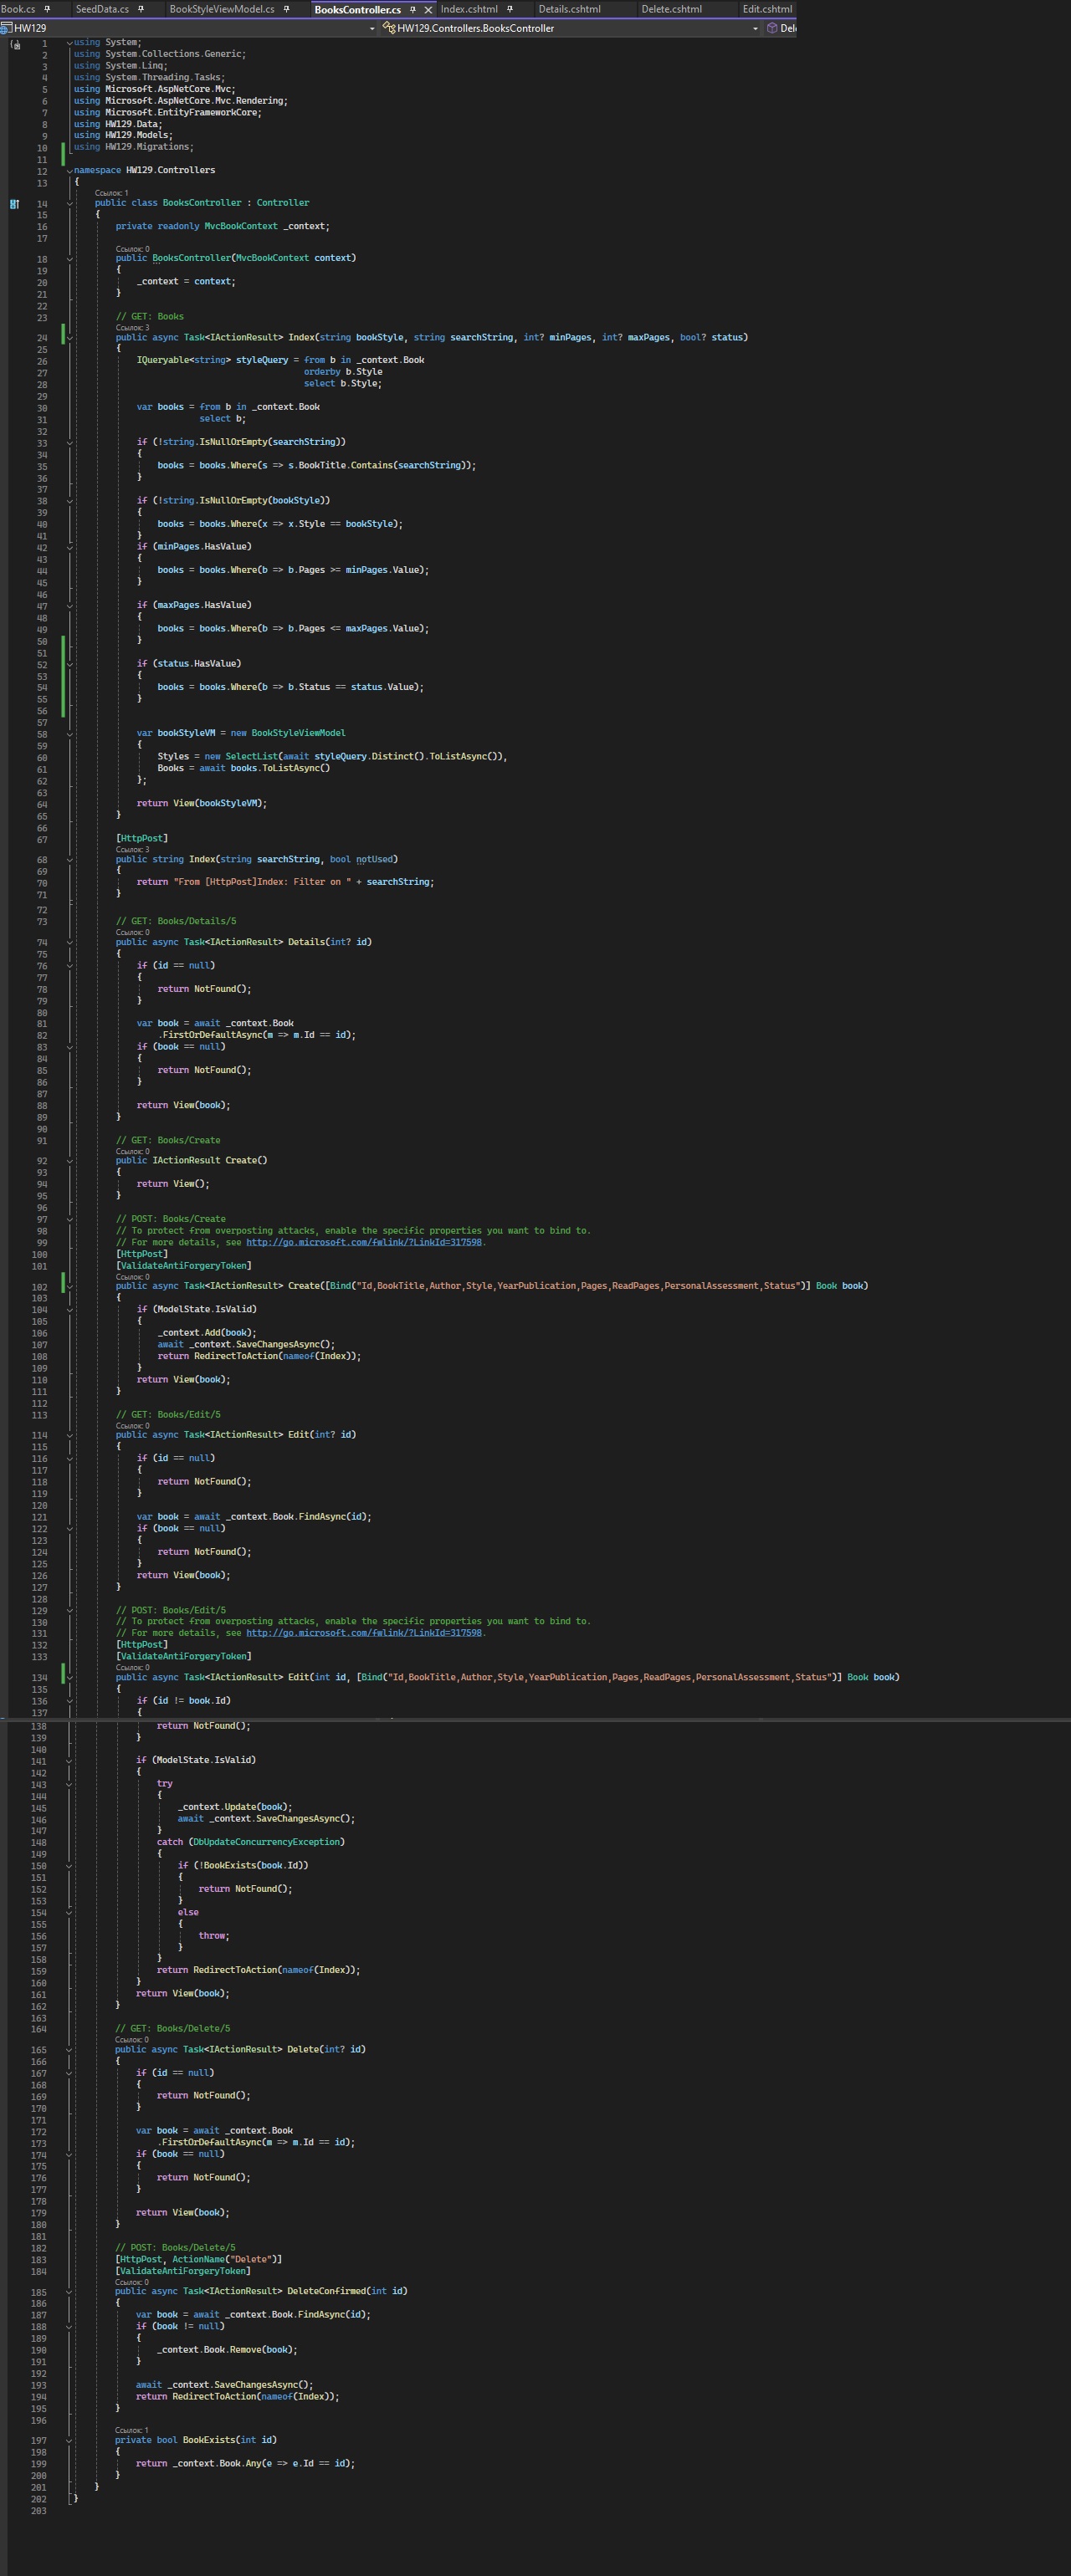 Book.cs SeedData.cs BookStyleViewModel.cs BooksController.cs Index.cshtml Details.cshtml Delete.cshtml Edit.cshtml
HW129 HW129.Controllers.BooksController
1 using System;
2 using System.Collections.Generic;
3 using System.Linq;
4 using System.Threading.Tasks;
5 using Microsoft.AspNetCore.Mvc;
6 using Microsoft.AspNetCore.Mvc.Rendering;
7 using Microsoft.EntityFrameworkCore;
8 using HW129.Data;
9 using HW129.Models;
10 using HW129.Migrations;
11
12 namespace HW129.Controllers
13 {
Ссылок: 1
14 public class BooksController : Controller
15 {
16 private readonly MvcBookContext _context;
17
Ссылок: 0
18 public BooksController(MvcBookContext context)
19 {
20 _context = context;
21 }
22
23 // GET: Books
Ссылок: 3
24 public async Task<IActionResult> Index(string bookStyle, string searchString, int? minPages, int? maxPages, bool? status)
25 {
26 IQueryable<string> styleQuery = from b in _context.Book
27 orderby b.Style
28 select b.Style;
29
30 var books = from b in _context.Book
31 select b;
32
33 if (!string.IsNullOrEmpty(searchString))
34 {
35 books = books.Where(s => s.BookTitle.Contains(searchString));
36 }
37
38 if (!string.IsNullOrEmpty(bookStyle))
39 {
40 books = books.Where(x => x.Style == bookStyle);
41 }
42 if (minPages.HasValue)
43 {
44 books = books.Where(b => b.Pages >= minPages.Value);
45 }
46
47 if (maxPages.HasValue)
48 {
49 books = books.Where(b => b.Pages <= maxPages.Value);
50 }
51
52 if (status.HasValue)
53 {
54 books = books.Where(b => b.Status == status.Value);
55 }
56
57
58 var bookStyleVM = new BookStyleViewModel
59 {
60 Styles = new SelectList(await styleQuery.Distinct().ToListAsync()),
61 Books = await books.ToListAsync()
62 };
63
64 return View(bookStyleVM);
65 }
66
67 [HttpPost]
Ссылок: 3
68 public string Index(string searchString, bool notUsed)
69 {
70 return "From [HttpPost]Index: Filter on " + searchString;
71 }
72
73 // GET: Books/Details/5
Ссылок: 0
74 public async Task<IActionResult> Details(int? id)
75 {
76 if (id == null)
77 {
78 return NotFound();
79 }
80
81 var book = await _context.Book
82 .FirstOrDefaultAsync(m => m.Id == id);
83 if (book == null)
84 {
85 return NotFound();
86 }
87
88 return View(book);
89 }
90
91 // GET: Books/Create
Ссылок: 0
92 public IActionResult Create()
93 {
94 return View();
95 }
96
97 // POST: Books/Create
98 // To protect from overposting attacks, enable the specific properties you want to bind to.
99 // For more details, see http://go.microsoft.com/fwlink/?LinkId=317598.
100 [HttpPost]
101 [ValidateAntiForgeryToken]
Ссылок: 0
102 public async Task<IActionResult> Create([Bind("Id,BookTitle,Author,Style,YearPublication,Pages,ReadPages,PersonalAssessment,Status")] Book book)
103 {
104 if (ModelState.IsValid)
105 {
106 _context.Add(book);
107 await _context.SaveChangesAsync();
108 return RedirectToAction(nameof(Index));
109 }
110 return View(book);
111 }
112
113 // GET: Books/Edit/5
Ссылок: 0
114 public async Task<IActionResult> Edit(int? id)
115 {
116 if (id == null)
117 {
118 return NotFound();
119 }
120
121 var book = await _context.Book.FindAsync(id);
122 if (book == null)
123 {
124 return NotFound();
125 }
126 return View(book);
127 }
128
129 // POST: Books/Edit/5
130 // To protect from overposting attacks, enable the specific properties you want to bind to.
131 // For more details, see http://go.microsoft.com/fwlink/?LinkId=317598.
132 [HttpPost]
133 [ValidateAntiForgeryToken]
Ссылок: 0
134 public async Task<IActionResult> Edit(int id, [Bind("Id,BookTitle,Author,Style,YearPublication,Pages,ReadPages,PersonalAssessment,Status")] Book book)
135 {
136 if (id != book.Id)
137 {
138 return NotFound();
139 }
140
141 if (ModelState.IsValid)
142 {
143 try
144 {
145 _context.Update(book);
146 await _context.SaveChangesAsync();
147 }
148 catch (DbUpdateConcurrencyException)
149 {
150 if (!BookExists(book.Id))
151 {
152 return NotFound();
153 }
154 else
155 {
156 throw;
157 }
158 }
159 return RedirectToAction(nameof(Index));
160 }
161 return View(book);
162 }
163
164 // GET: Books/Delete/5
Ссылок: 0
165 public async Task<IActionResult> Delete(int? id)
166 {
167 if (id == null)
168 {
169 return NotFound();
170 }
171
172 var book = await _context.Book
173 .FirstOrDefaultAsync(m => m.Id == id);
174 if (book == null)
175 {
176 return NotFound();
177 }
178
179 return View(book);
180 }
181
182 // POST: Books/Delete/5
183 [HttpPost, ActionName("Delete")]
184 [ValidateAntiForgeryToken]
Ссылок: 0
185 public async Task<IActionResult> DeleteConfirmed(int id)
186 {
187 var book = await _context.Book.FindAsync(id);
188 if (book != null)
189 {
190 _context.Book.Remove(book);
191 }
192
193 await _context.SaveChangesAsync();
194 return RedirectToAction(nameof(Index));
195 }
196
Ссылок: 1
197 private bool BookExists(int id)
198 {
199 return _context.Book.Any(e => e.Id == id);
200 }
201 }
202 }
203